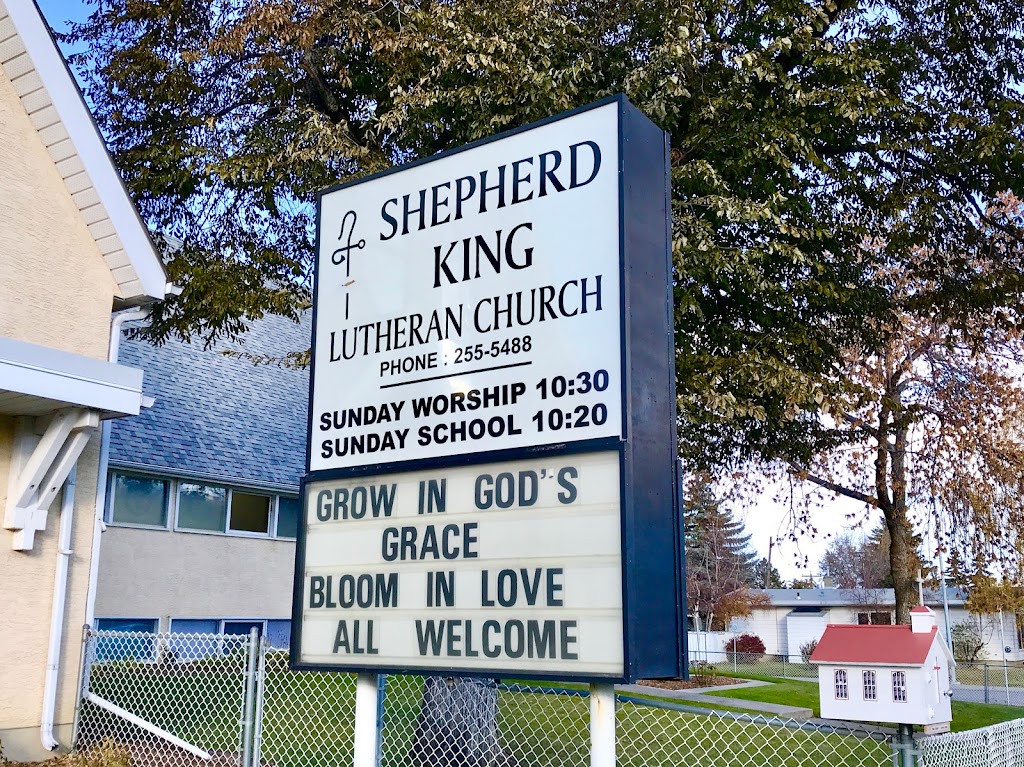 SHEPHERD
KING
LUTHERAN CHURCH
PHONE : 255-5488
SUNDAY WORSHIP 10:30
SUNDAY SCHOOL 10:20
GROW IN GOD'S
GRACE
BLOOM IN LOVE
ALL WELCOME